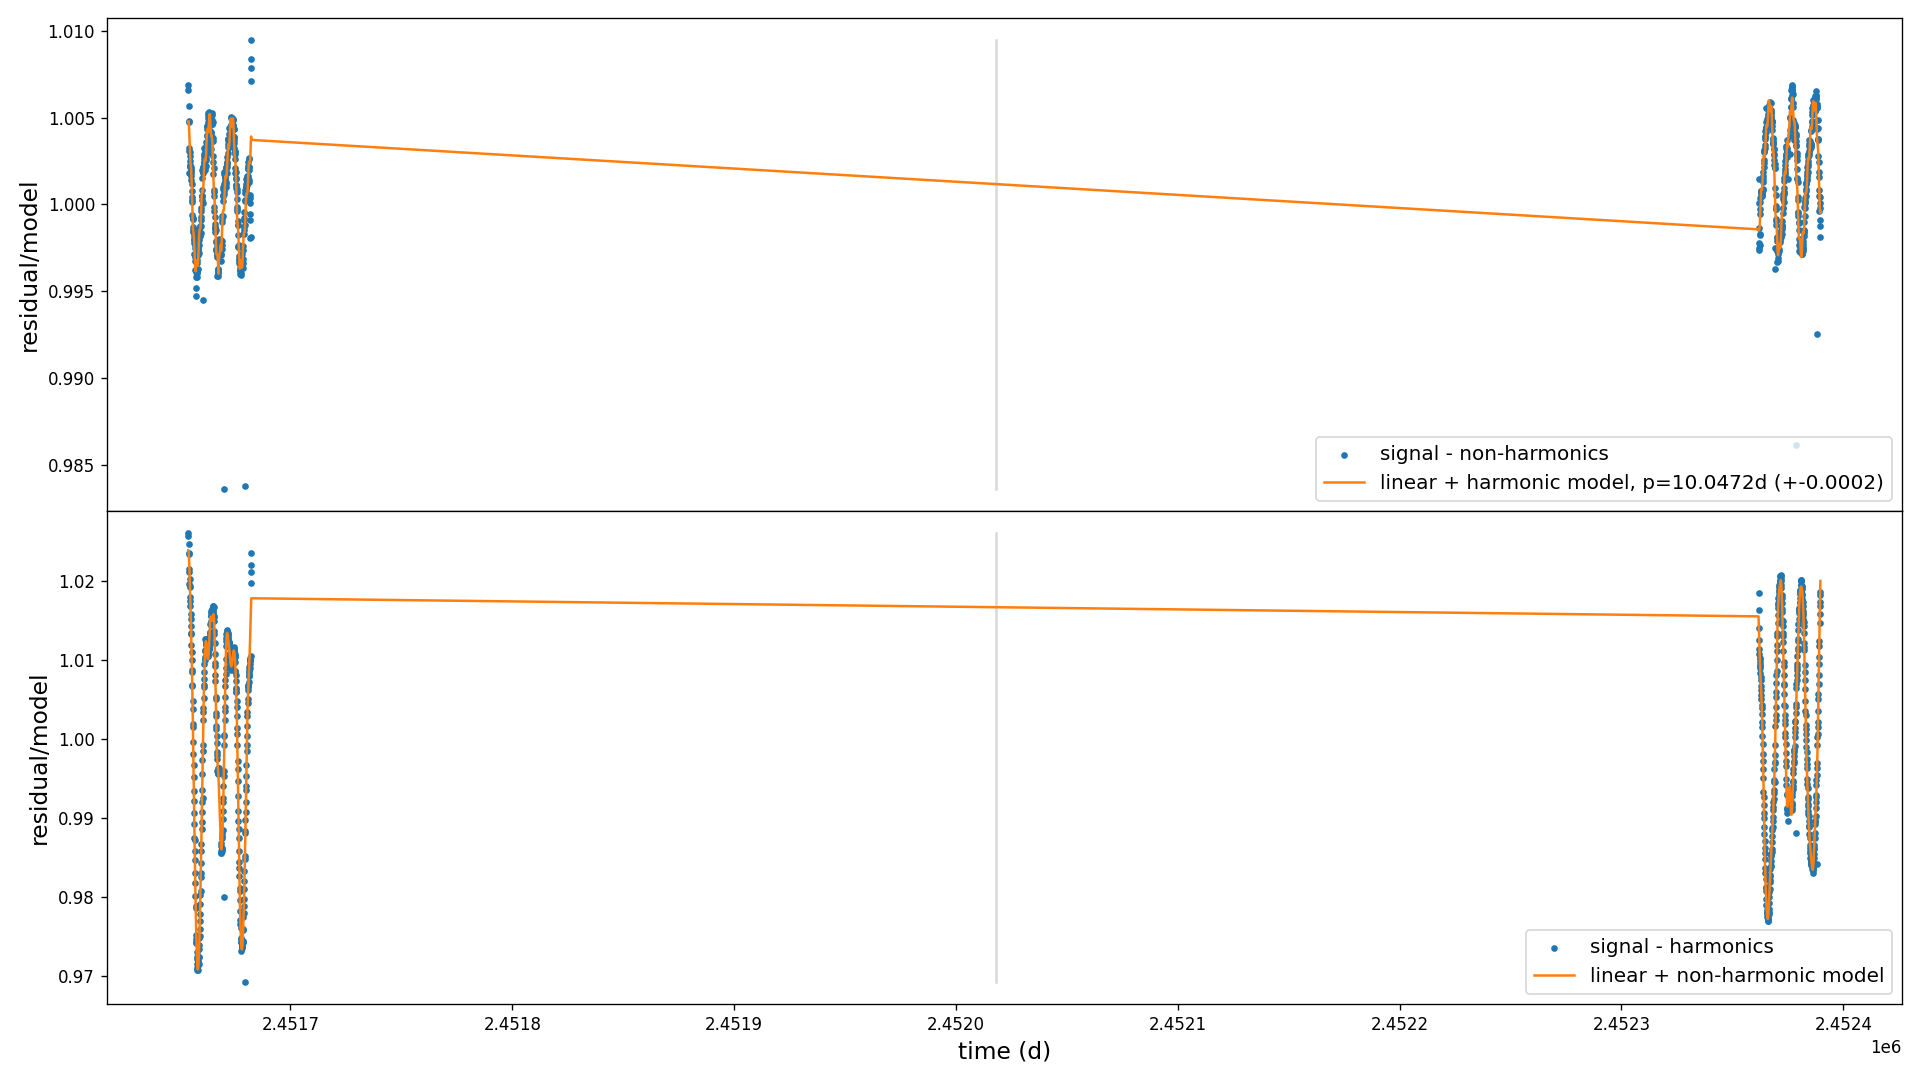 1.010
1.005
1.000
0.995
0.990
0.985
residual/model
signal - non-harmonics
linear + harmonic model, p=10.0472d (+-0.0002)
1.02
1.01
1.00
0.99
0.98
0.97
residual/model
signal - harmonics
linear + non-harmonic model
2.4517 2.4518 2.4519 2.4520 2.4521 2.4522 2.4523 2.4524
1e6
time (d)